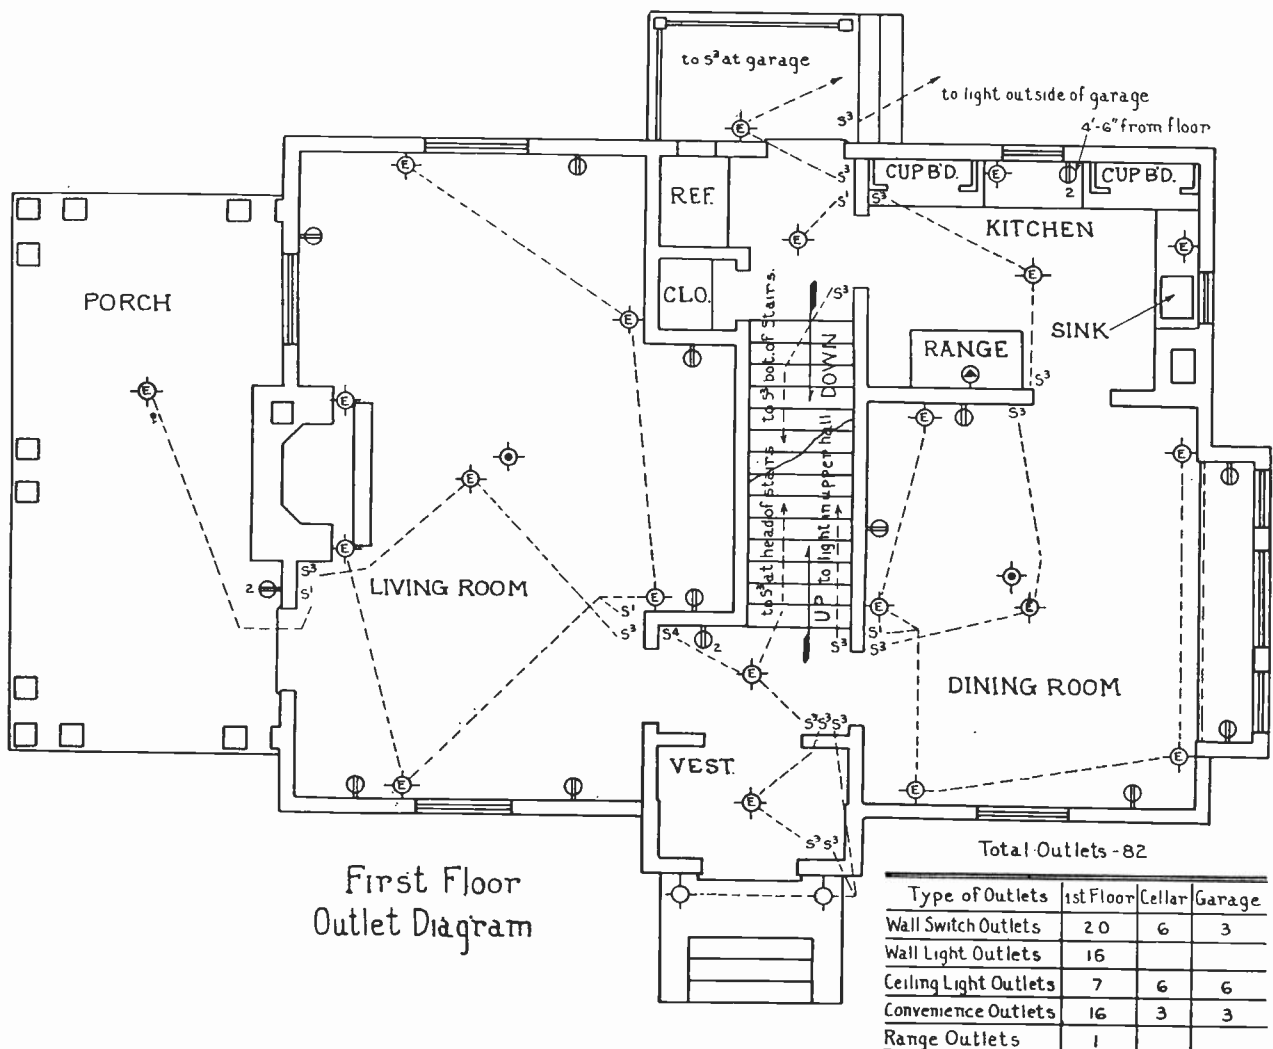 to S³ at garage
to light outside of garage
4'-6" from floor
S³
E
S³
CUP B'D.
E
2
CUP B'D.
E
REF.
S¹
S³
KITCHEN
E
E
E
PORCH
CLO.
S³
E
SINK
E
RANGE
DOWN
to S³ bot. of Stairs.
S³
E
E
S³
E
E
E
to S³ at head of stairs
UP to light in upper hall
E
S³
LIVING ROOM
2
S¹
E
S¹
S³
S⁴
2
E
E
S¹
S³
S³
E
DINING ROOM
S³S³S³
VEST.
E
E
E
E
S³ S³
First Floor
Outlet Diagram
Total Outlets - 82
Type of Outlets 1st Floor Cellar Garage
Wall Switch Outlets 20 6 3
Wall Light Outlets 16
Ceiling Light Outlets 7 6 6
Convenience Outlets 16 3 3
Range Outlets 1